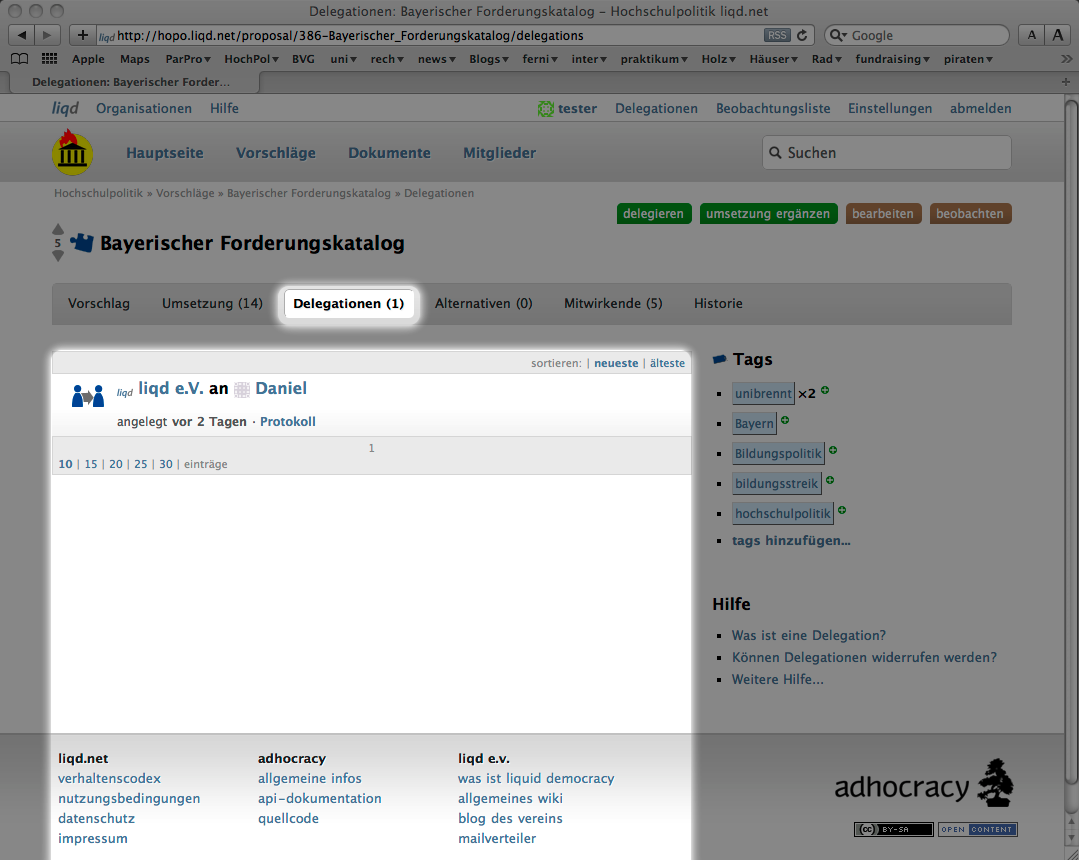 Delegationen: Bayerischer Forderungskatalog – Hochschulpolitik liqd.net
liqd http://hopo.liqd.net/proposal/386-Bayerischer_Forderungskatalog/delegations RSS Google A A
Apple Maps ParPro HochPol BVG uni rech news Blogs ferni inter praktikum Holz Häuser Rad fundraising piraten
Delegationen: Bayerischer Forder...
liqd Organisationen Hilfe tester Delegationen Beobachtungsliste Einstellungen abmelden
Hauptseite Vorschläge Dokumente Mitglieder Suchen
Hochschulpolitik » Vorschläge » Bayerischer Forderungskatalog » Delegationen
delegieren umsetzung ergänzen bearbeiten beobachten
5 Bayerischer Forderungskatalog
Vorschlag Umsetzung (14) Delegationen (1) Alternativen (0) Mitwirkende (5) Historie
sortieren: | neueste | älteste
liqd liqd e.V. an Daniel
angelegt vor 2 Tagen · Protokoll
1
10 | 15 | 20 | 25 | 30 | einträge
Tags
unibrennt ×2
Bayern
Bildungspolitik
bildungsstreik
hochschulpolitik
tags hinzufügen...
Hilfe
Was ist eine Delegation?
Können Delegationen widerrufen werden?
Weitere Hilfe...
liqd.net
verhaltenscodex
nutzungsbedingungen
datenschutz
impressum
adhocracy
allgemeine infos
api-dokumentation
quellcode
liqd e.v.
was ist liquid democracy
allgemeines wiki
blog des vereins
mailverteiler
adhocracy
cc BY-SA OPEN CONTENT